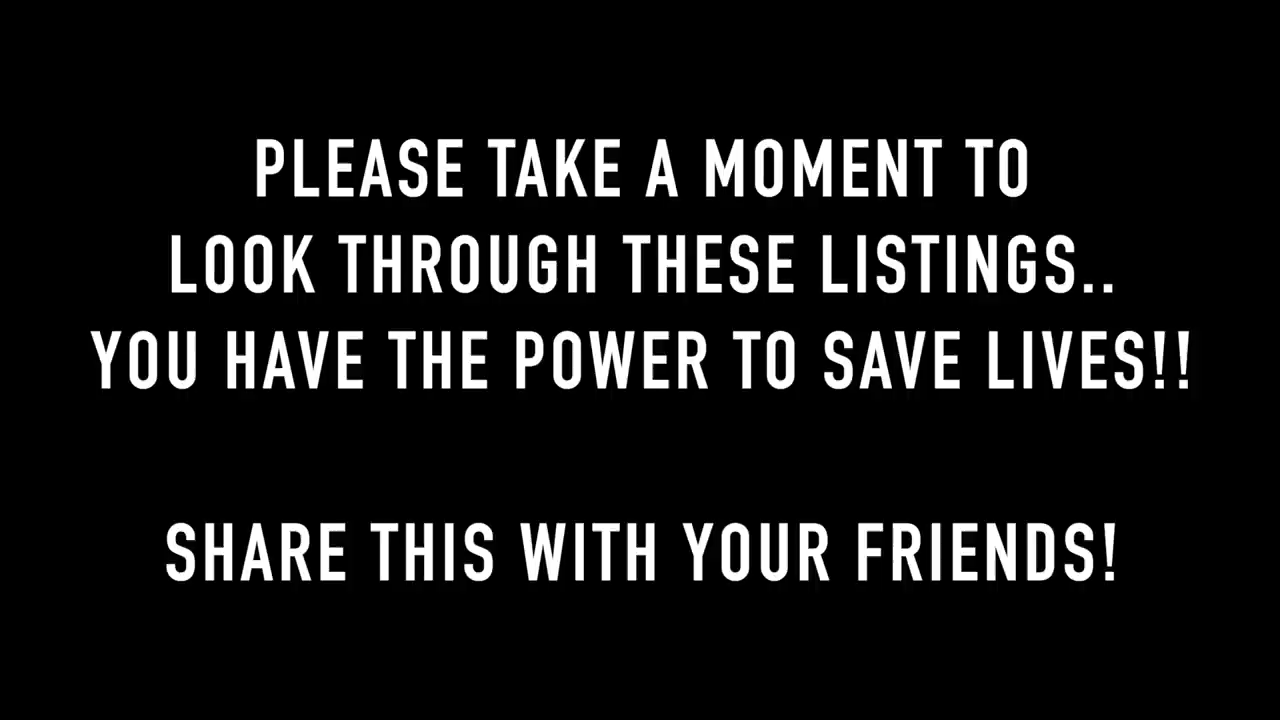 PLEASE TAKE A MOMENT TO
LOOK THROUGH THESE LISTINGS..
YOU HAVE THE POWER TO SAVE LIVES!!
SHARE THIS WITH YOUR FRIENDS!